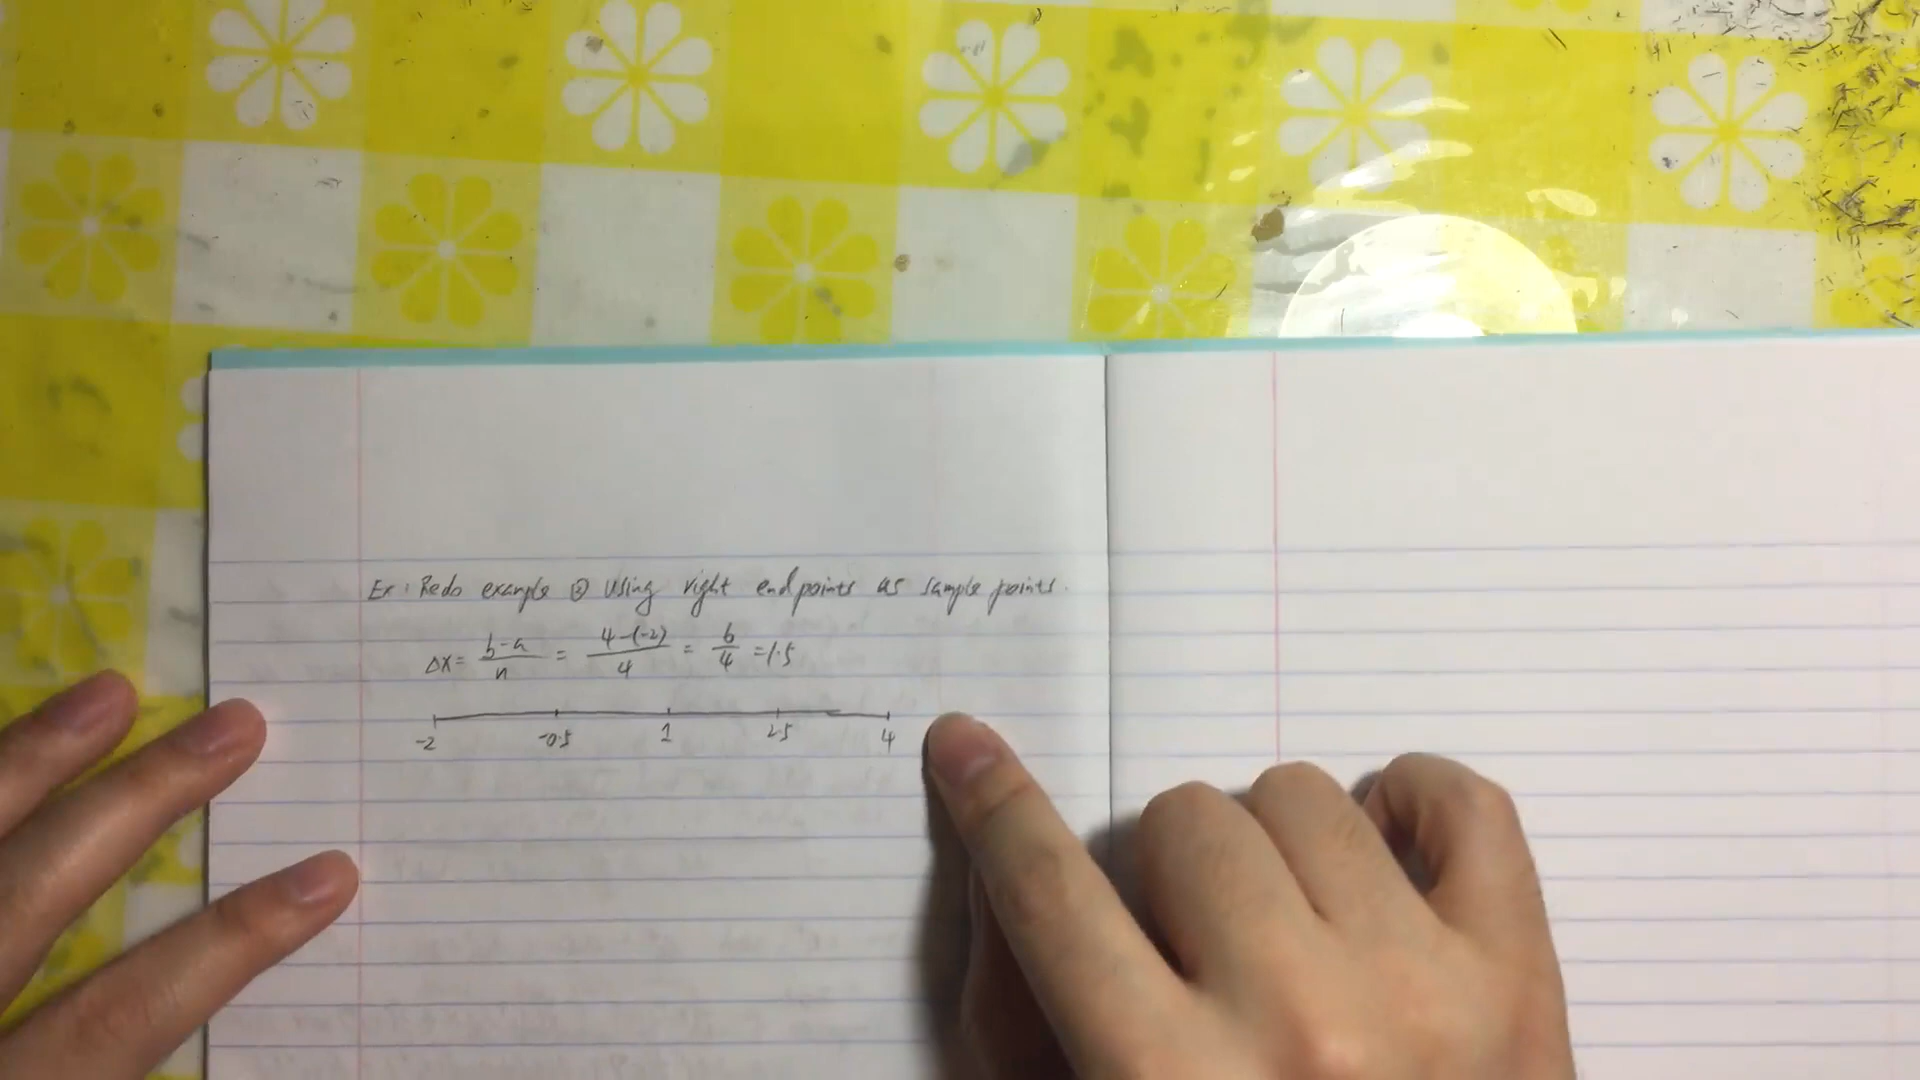 Ex: Redo example ② using right endpoints as sample points.
Δx = b-a/n = 4-(-2)/4 = 6/4 = 1.5
-2 -0.5 1 2.5 4